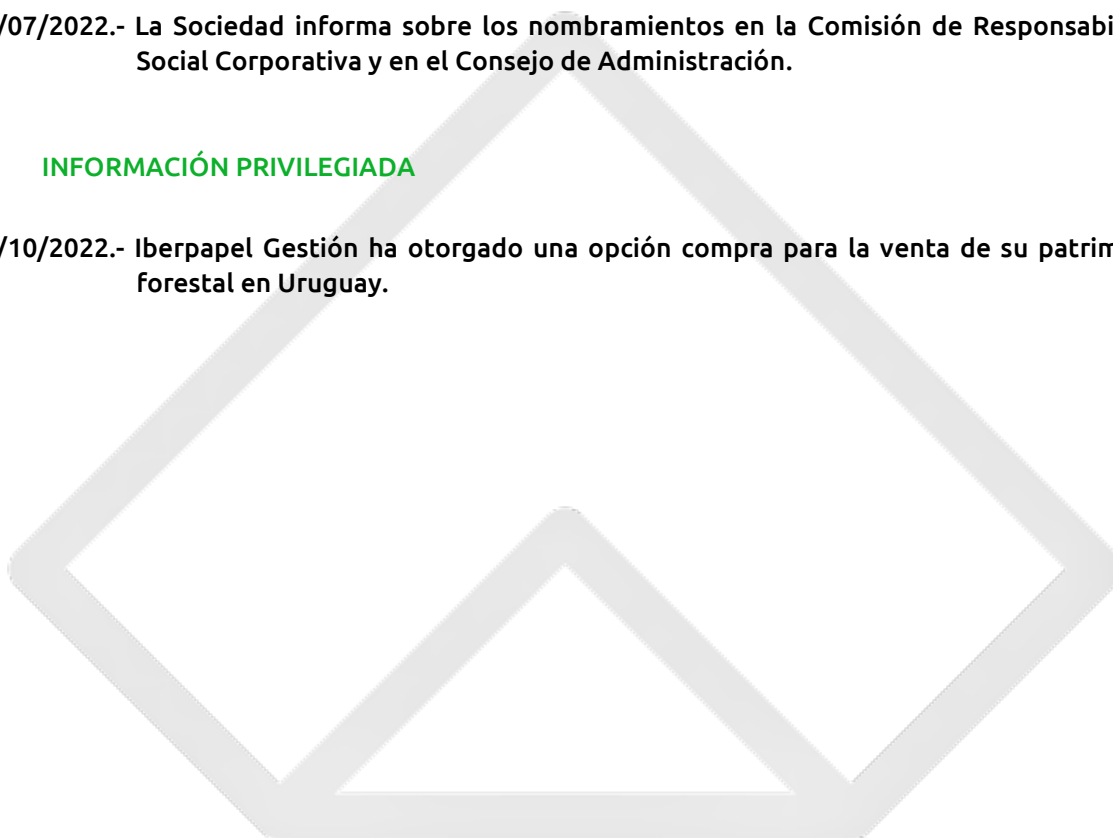 /07/2022.- La Sociedad informa sobre los nombramientos en la Comisión de Responsabi
Social Corporativa y en el Consejo de Administración.
INFORMACIÓN PRIVILEGIADA
/10/2022.- Iberpapel Gestión ha otorgado una opción compra para la venta de su patrim
forestal en Uruguay.